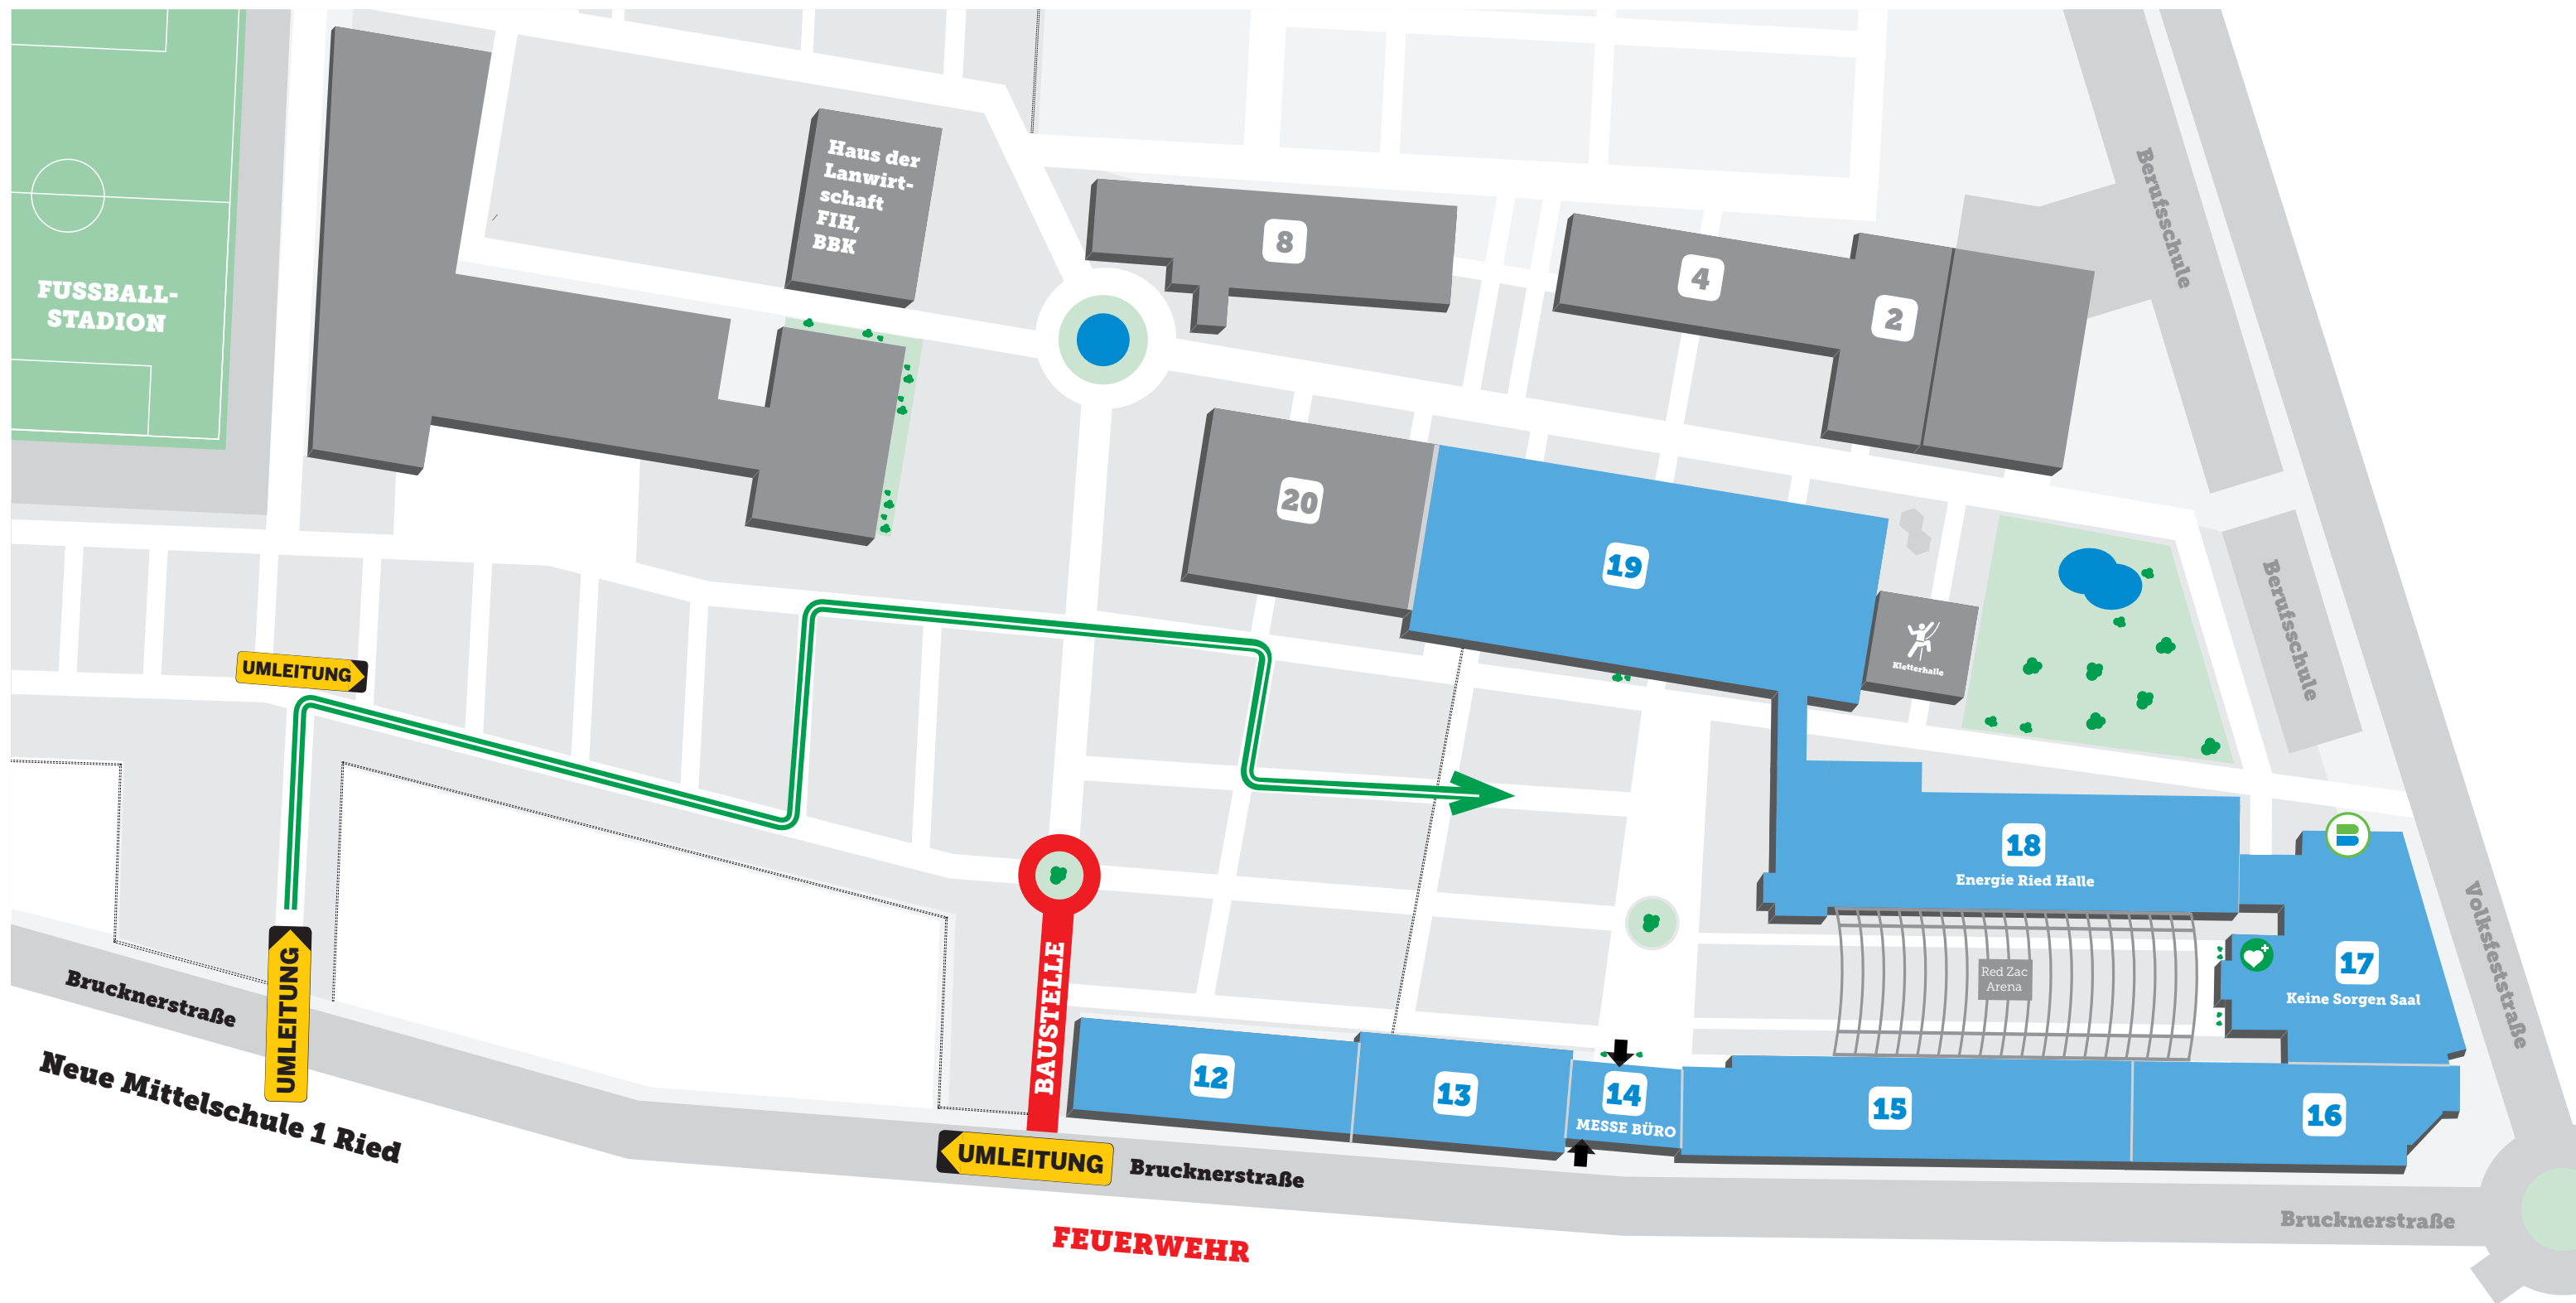 Haus der
Lanwirt-
schaft
FIH,
BBK
FUSSBALL-
STADION
8
4
2
Berufsschule
20
19
Kletterhalle
Berufsschule
UMLEITUNG
18
Energie Ried Halle
17
Keine Sorgen Saal
Red Zac
Arena
Volksfeststraße
BAUSTELLE
UMLEITUNG
Brucknerstraße
Neue Mittelschule 1 Ried
12
13
14
MESSE BÜRO
15
16
UMLEITUNG
Brucknerstraße
Brucknerstraße
FEUERWEHR